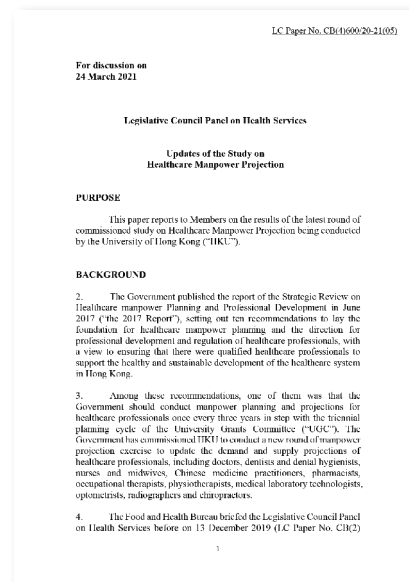 LC Paper No. CB(4)600/20-21(05)
For discussion on
24 March 2021
Legislative Council Panel on Health Services
Updates of the Study on
Healthcare Manpower Projection
PURPOSE
This paper reports to Members on the results of the latest round of
commissioned study on Healthcare Manpower Projection being conducted
by the University of Hong Kong (“HKU”).
BACKGROUND
2. The Government published the report of the Strategic Review on
Healthcare manpower Planning and Professional Development in June
2017 (“the 2017 Report”), setting out ten recommendations to lay the
foundation for healthcare manpower planning and the direction for
professional development and regulation of healthcare professionals, with
a view to ensuring that there were qualified healthcare professionals to
support the healthy and sustainable development of the healthcare system
in Hong Kong.
3. Among these recommendations, one of them was that the
Government should conduct manpower planning and projections for
healthcare professionals once every three years in step with the triennial
planning cycle of the University Grants Committee (“UGC”). The
Government has commissioned HKU to conduct a new round of manpower
projection exercise to update the demand and supply projections of
healthcare professionals, including doctors, dentists and dental hygienists,
nurses and midwives, Chinese medicine practitioners, pharmacists,
occupational therapists, physiotherapists, medical laboratory technologists,
optometrists, radiographers and chiropractors.
4. The Food and Health Bureau briefed the Legislative Council Panel
on Health Services before on 13 December 2019 (LC Paper No. CB(2)
1